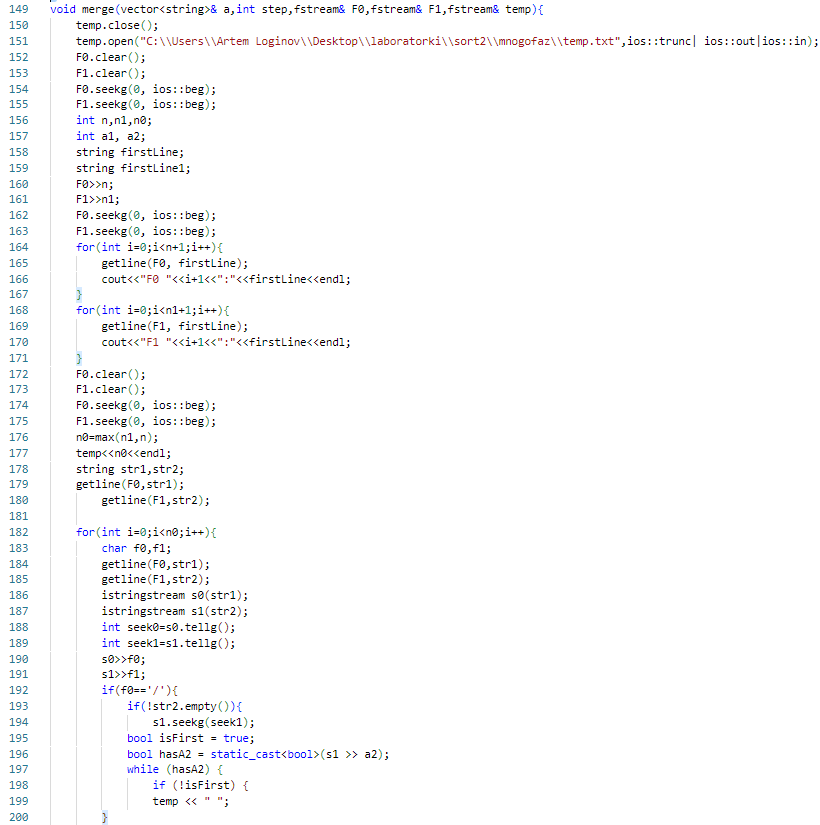 149 void merge(vector<string>& a,int step,fstream& F0,fstream& F1,fstream& temp){
150     temp.close();
151     temp.open("C:\\Users\\Artem Loginov\\Desktop\\laboratorki\\sort2\\mnogofaz\\temp.txt",ios::trunc| ios::out|ios::in);
152     F0.clear();
153     F1.clear();
154     F0.seekg(0, ios::beg);
155     F1.seekg(0, ios::beg);
156     int n,n1,n0;
157     int a1, a2;
158     string firstLine;
159     string firstLine1;
160     F0>>n;
161     F1>>n1;
162     F0.seekg(0, ios::beg);
163     F1.seekg(0, ios::beg);
164     for(int i=0;i<n+1;i++){
165         getline(F0, firstLine);
166         cout<<"F0 "<<i+1<<":"<<firstLine<<endl;
167     }
168     for(int i=0;i<n1+1;i++){
169         getline(F1, firstLine);
170         cout<<"F1 "<<i+1<<":"<<firstLine<<endl;
171     }
172     F0.clear();
173     F1.clear();
174     F0.seekg(0, ios::beg);
175     F1.seekg(0, ios::beg);
176     n0=max(n1,n);
177     temp<<n0<<endl;
178     string str1,str2;
179     getline(F0,str1);
180         getline(F1,str2);
181
182     for(int i=0;i<n0;i++){
183         char f0,f1;
184         getline(F0,str1);
185         getline(F1,str2);
186         istringstream s0(str1);
187         istringstream s1(str2);
188         int seek0=s0.tellg();
189         int seek1=s1.tellg();
190         s0>>f0;
191         s1>>f1;
192         if(f0=='/'){
193             if(!str2.empty()){
194                 s1.seekg(seek1);
195             bool isFirst = true;
196             bool hasA2 = static_cast<bool>(s1 >> a2);
197             while (hasA2) {
198                 if (!isFirst) {
199                 temp << " ";
200         }